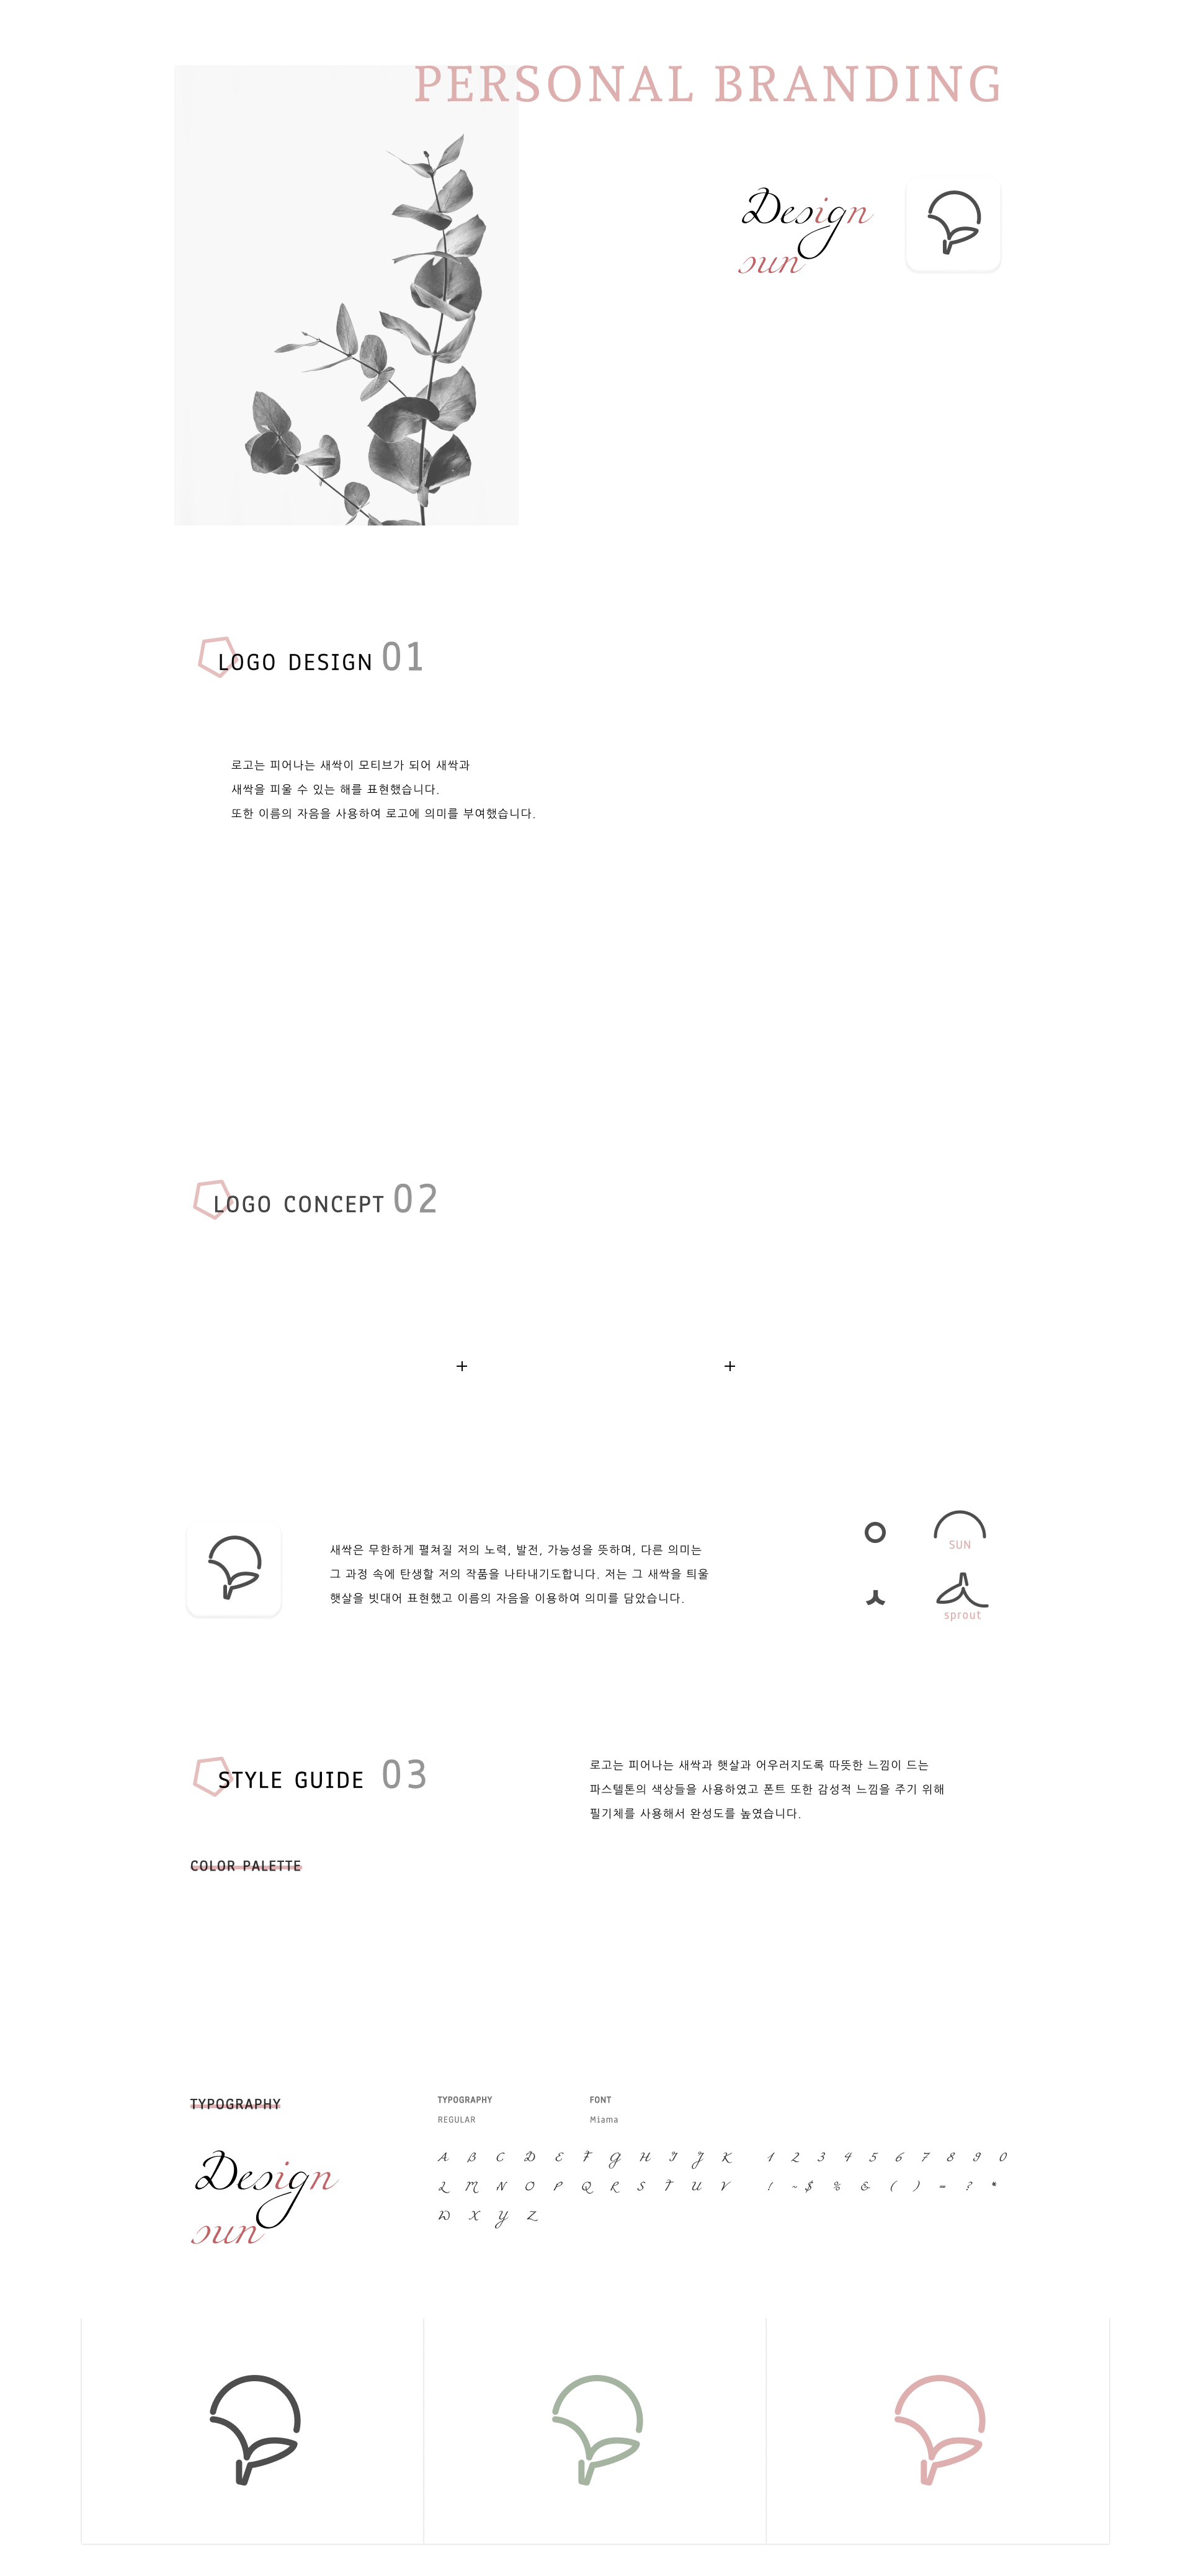 PERSONAL BRANDING
Design
sun
LOGO DESIGN 01
로고는 피어나는 새싹이 모티브가 되어 새싹과
새싹을 피울 수 있는 해를 표현했습니다.
또한 이름의 자음을 사용하여 로고에 의미를 부여했습니다.
LOGO CONCEPT 02
+ +
새싹은 무한하게 펼쳐질 저의 노력, 발전, 가능성을 뜻하며, 다른 의미는
그 과정 속에 탄생할 저의 작품을 나타내기도합니다. 저는 그 새싹을 틔울
햇살을 빗대어 표현했고 이름의 자음을 이용하여 의미를 담았습니다.
ㅇ
SUN
ㅅ
sprout
STYLE GUIDE 03
로고는 피어나는 새싹과 햇살과 어우러지도록 따뜻한 느낌이 드는
파스텔톤의 색상들을 사용하였고 폰트 또한 감성적 느낌을 주기 위해
필기체를 사용해서 완성도를 높였습니다.
COLOR PALETTE
TYPOGRAPHY
TYPOGRAPHY
REGULAR
FONT
Miama
Design
sun
A B C D E F G H I J K
L M N O P Q R S T U V
W X Y Z
1 2 3 4 5 6 7 8 9 0
! ~ $ % & ( ) = ? *